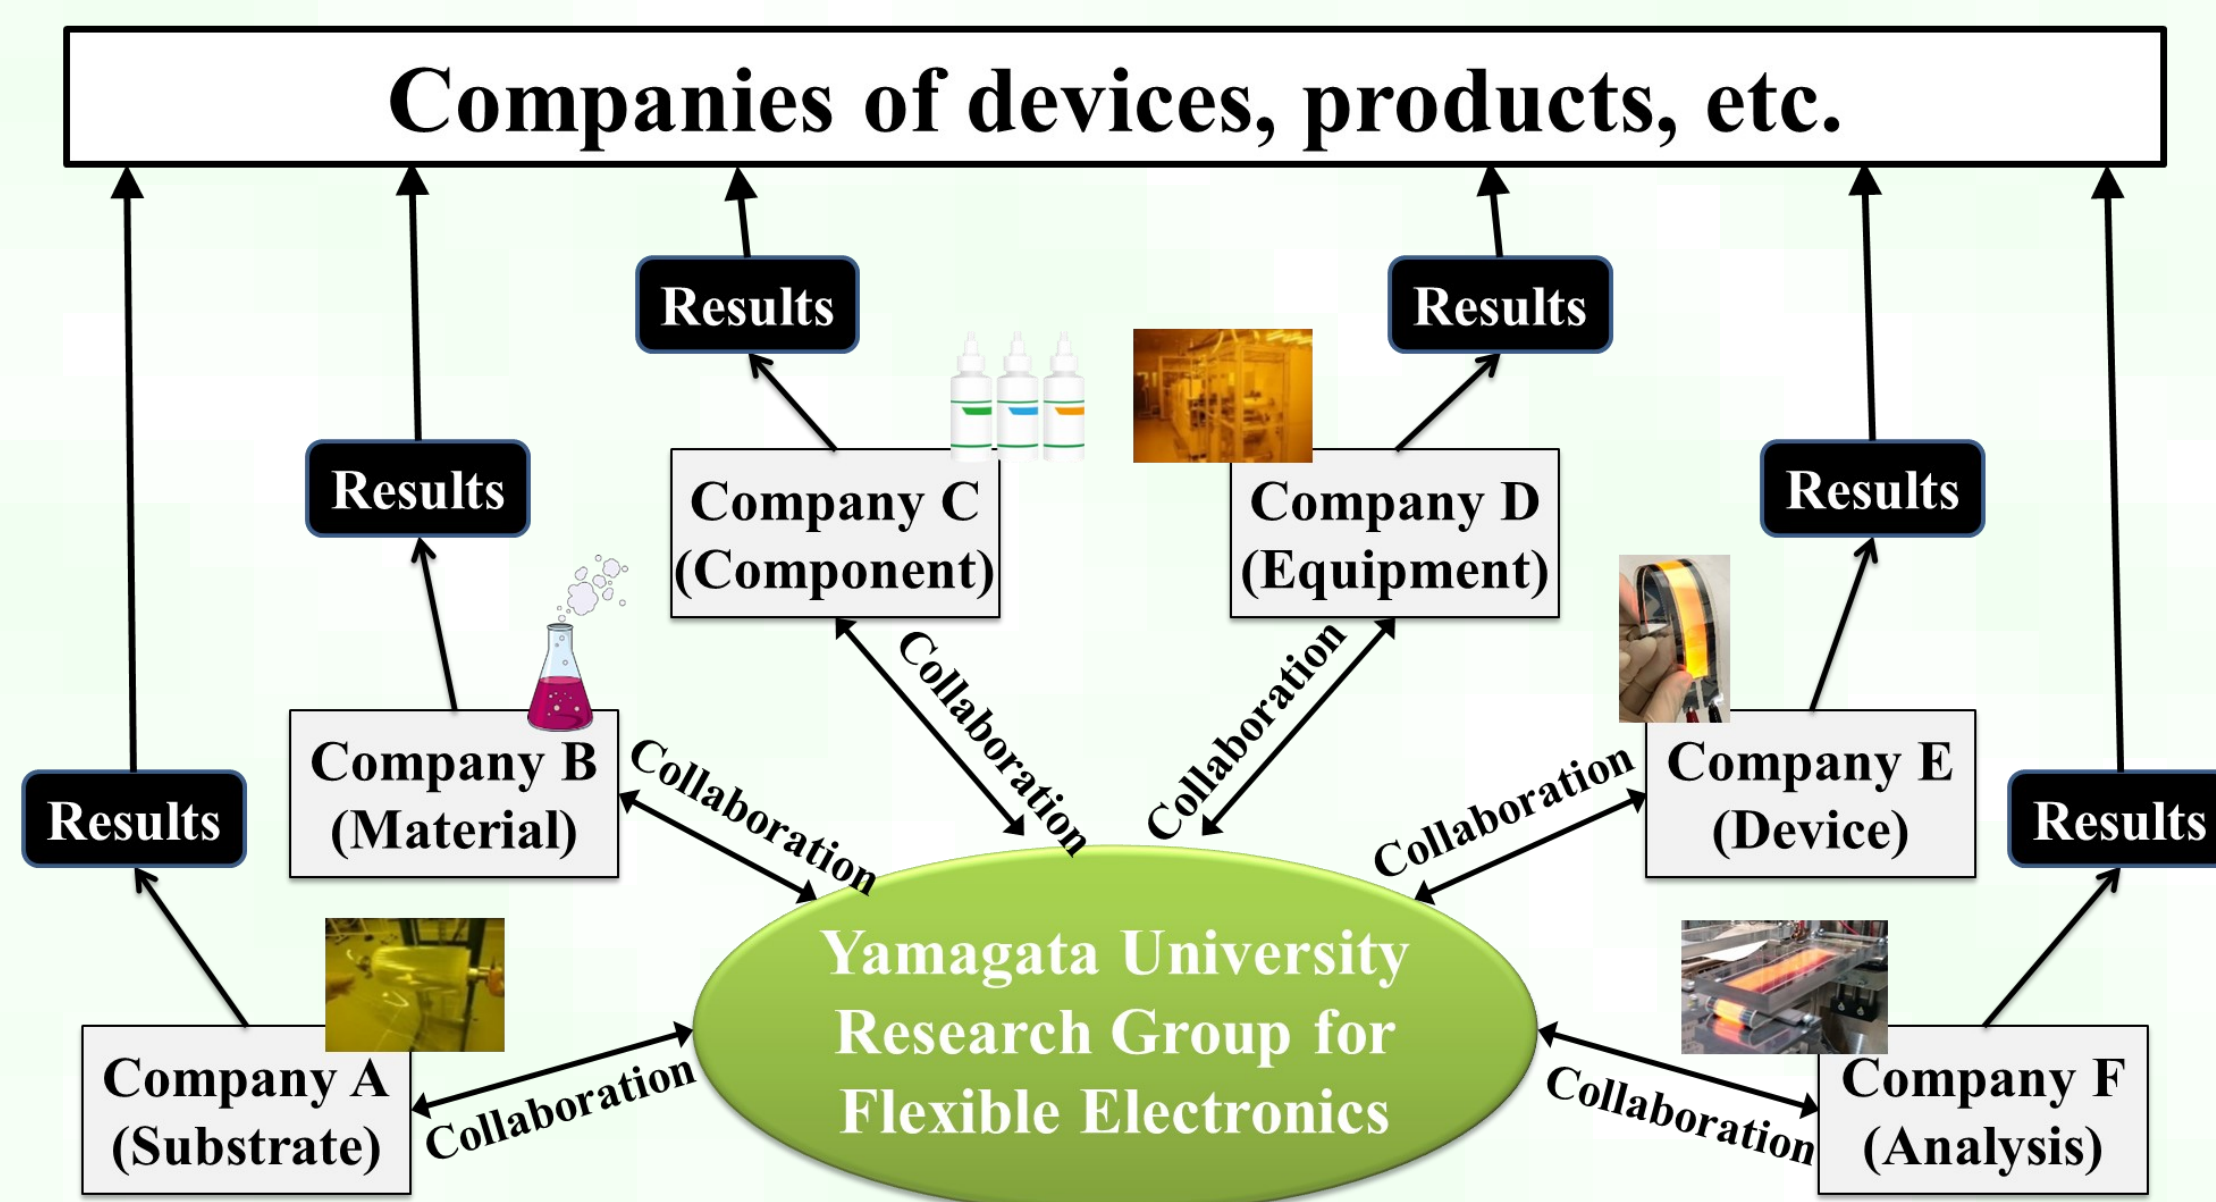 Companies of devices, products, etc.
Results
Results
Results
Results
Company C
(Component)
Company D
(Equipment)
Results
Results
Company B
(Material)
Company E
(Device)
Collaboration
Collaboration
Collaboration
Collaboration
Results
Results
Company A
(Substrate)
Collaboration
Yamagata University
Research Group for
Flexible Electronics
Collaboration
Company F
(Analysis)